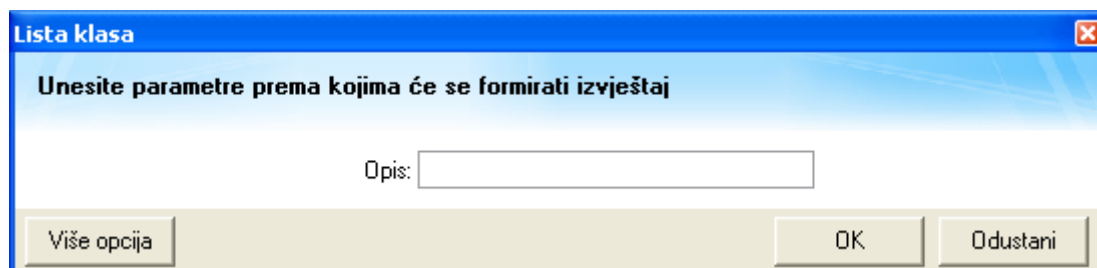 Lista klasa
Unesite parametre prema kojima će se formirati izvještaj
Opis:
Više opcija OK Odustani